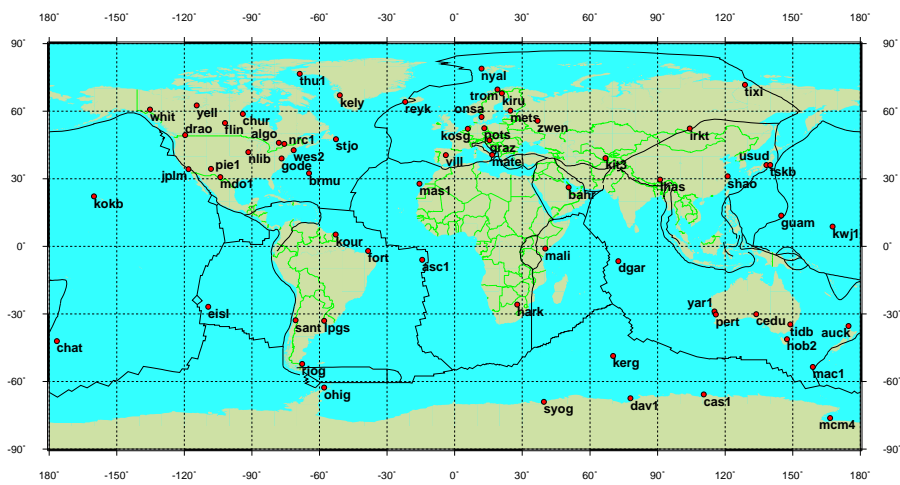 -180° -150° -120° -90° -60° -30° 0° 30° 60° 90° 120° 150° 180°
90° 90°
nyal
thu1 tixi
trom
kely kiru
reyk
yell onsa mets
whit chur
flin zwen
drao algo nrc1 kosg pots irkt
stjo graz
nlib wes2 usud
pie1 gode vill mate kit3 tskb
jplm mdo1 brmu shao
mas1 bahr lhas
kokb
guam
kour kwj1
fort mali
asc1 dgar
yar1
eisl hark
sant lpgs pert cedu
tidb auck
chat hob2
kerg
riog mac1
ohig
cas1
syog dav1
mcm4
60° 60°
30° 30°
0° 0°
-30° -30°
-60° -60°
-90° -90°
-180° -150° -120° -90° -60° -30° 0° 30° 60° 90° 120° 150° 180°